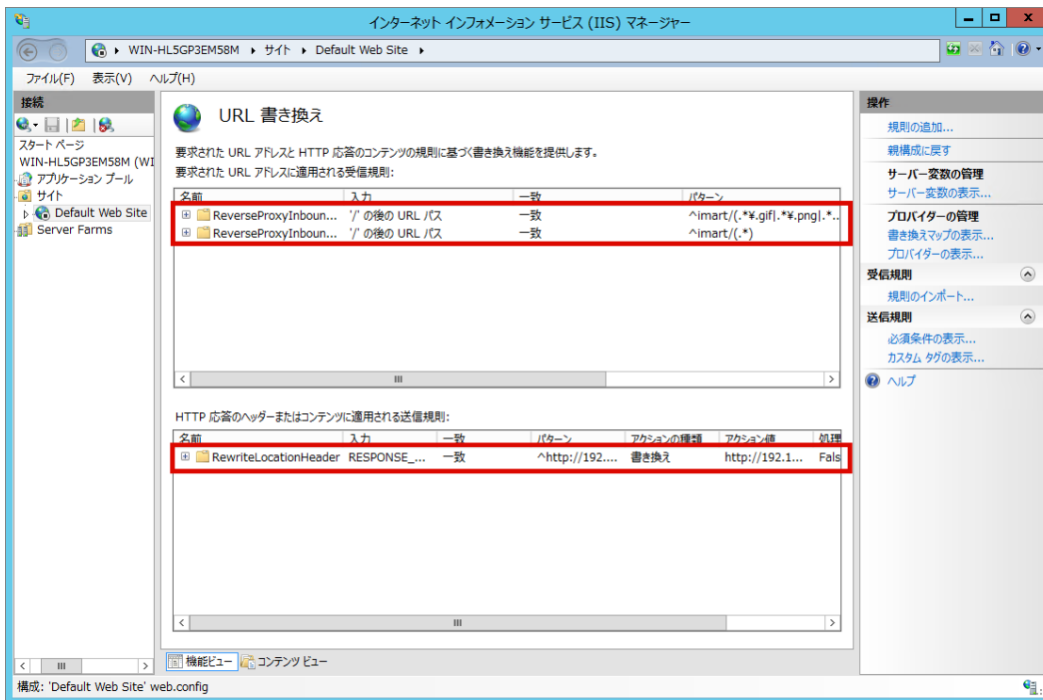 インターネット インフォメーション サービス (IIS) マネージャー
WIN-HL5GP3EM58M サイト Default Web Site
ファイル(F) 表示(V) ヘルプ(H)
接続
スタート ページ
WIN-HL5GP3EM58M (WI
アプリケーション プール
サイト
Default Web Site
Server Farms
URL 書き換え
要求された URL アドレスと HTTP 応答のコンテンツの規則に基づく書き換え機能を提供します。
要求された URL アドレスに適用される受信規則:
名前 入力 一致 パターン
ReverseProxyInboun... '/' の後の URL パス 一致 ^imart/(.*¥.gif|.*¥.png|.*..
ReverseProxyInboun... '/' の後の URL パス 一致 ^imart/(.*)
HTTP 応答のヘッダーまたはコンテンツに適用される送信規則:
名前 入力 一致 パターン アクションの種類 アクション値 処理
RewriteLocationHeader RESPONSE_... 一致 ^http://192.... 書き換え http://192.1... Fals
機能ビュー コンテンツ ビュー
操作
規則の追加...
親構成に戻す
サーバー変数の管理
サーバー変数の表示...
プロバイダーの管理
書き換えマップの表示...
プロバイダーの表示...
受信規則
規則のインポート...
送信規則
必須条件の表示...
カスタム タグの表示...
ヘルプ
構成: 'Default Web Site' web.config